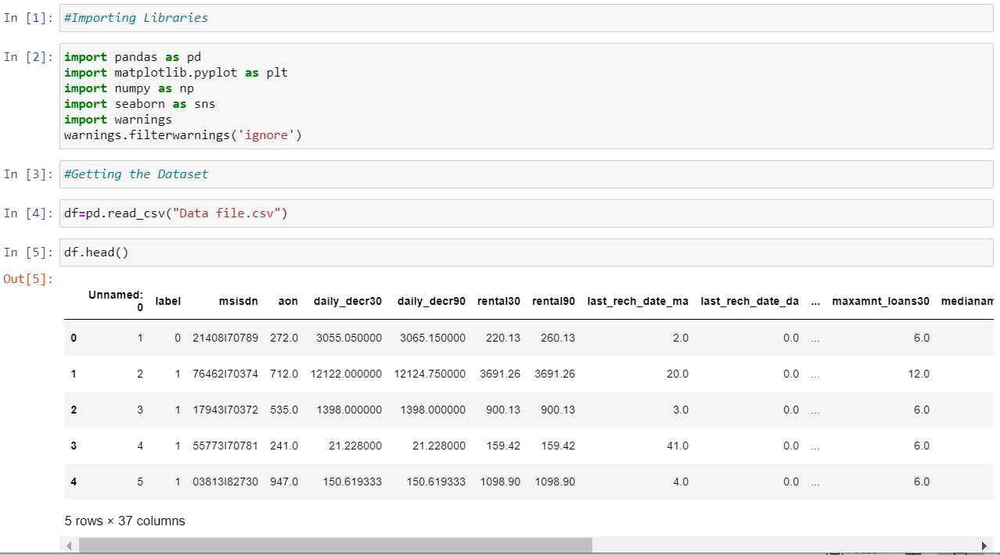 In [1]: #Importing Libraries
In [2]: import pandas as pd
import matplotlib.pyplot as plt
import numpy as np
import seaborn as sns
import warnings
warnings.filterwarnings('ignore')
In [3]: #Getting the Dataset
In [4]: df=pd.read_csv("Data file.csv")
In [5]: df.head()
Out[5]:
Unnamed: 0 label msisdn aon daily_decr30 daily_decr90 rental30 rental90 last_rech_date_ma last_rech_date_da ... maxamnt_loans30 medianam
0 1 0 21408I70789 272.0 3055.050000 3065.150000 220.13 260.13 2.0 0.0 ... 6.0
1 2 1 76462I70374 712.0 12122.000000 12124.750000 3691.26 3691.26 20.0 0.0 ... 12.0
2 3 1 17943I70372 535.0 1398.000000 1398.000000 900.13 900.13 3.0 0.0 ... 6.0
3 4 1 55773I70781 241.0 21.228000 21.228000 159.42 159.42 41.0 0.0 ... 6.0
4 5 1 03813I82730 947.0 150.619333 150.619333 1098.90 1098.90 4.0 0.0 ... 6.0
5 rows × 37 columns